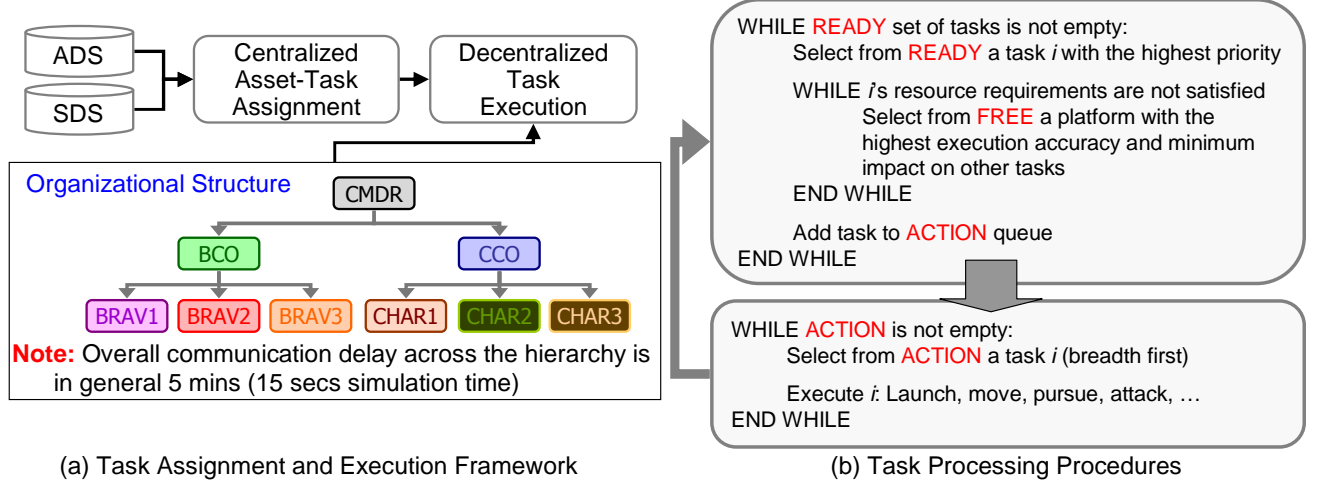 ADS
SDS
Centralized
Asset-Task
Assignment
Decentralized
Task
Execution
Organizational Structure
CMDR
BCO
CCO
BRAV1
BRAV2
BRAV3
CHAR1
CHAR2
CHAR3
Note: Overall communication delay across the hierarchy is
in general 5 mins (15 secs simulation time)
(a) Task Assignment and Execution Framework
WHILE READY set of tasks is not empty:
Select from READY a task i with the highest priority
WHILE i's resource requirements are not satisfied
Select from FREE a platform with the
highest execution accuracy and minimum
impact on other tasks
END WHILE
Add task to ACTION queue
END WHILE
WHILE ACTION is not empty:
Select from ACTION a task i (breadth first)
Execute i: Launch, move, pursue, attack, …
END WHILE
(b) Task Processing Procedures